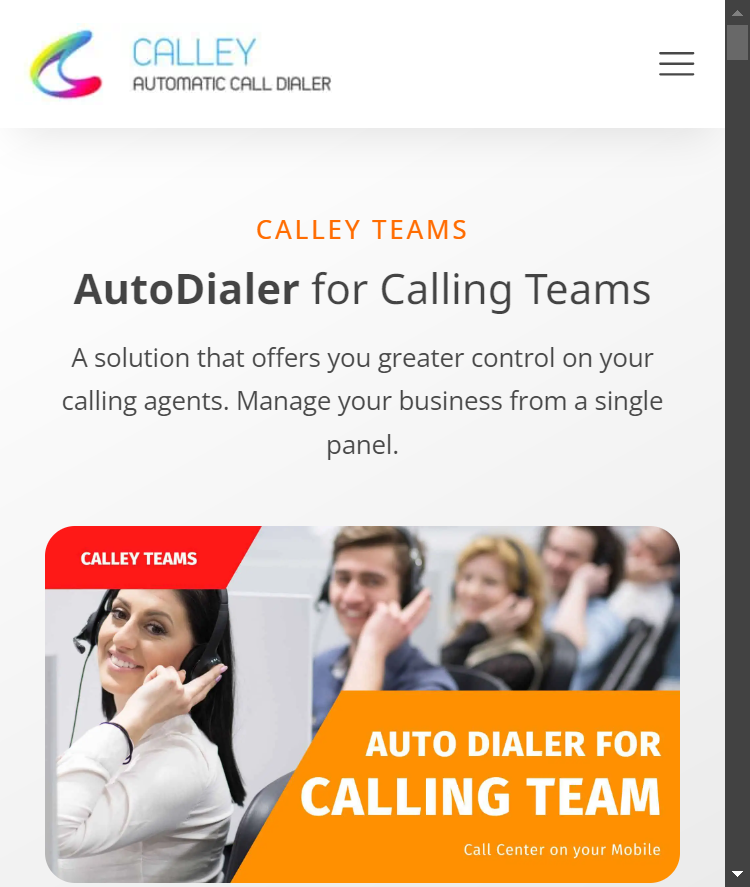 CALLEY
AUTOMATIC CALL DIALER
CALLEY TEAMS
AutoDialer for Calling Teams
A solution that offers you greater control on your
calling agents. Manage your business from a single
panel.
CALLEY TEAMS
AUTO DIALER FOR
CALLING TEAM
Call Center on your Mobile